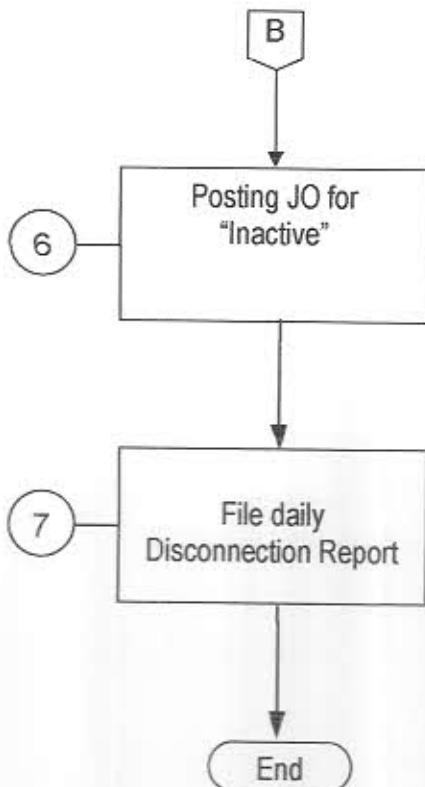 B
Posting JO for
“Inactive”
6
File daily
Disconnection Report
7
End